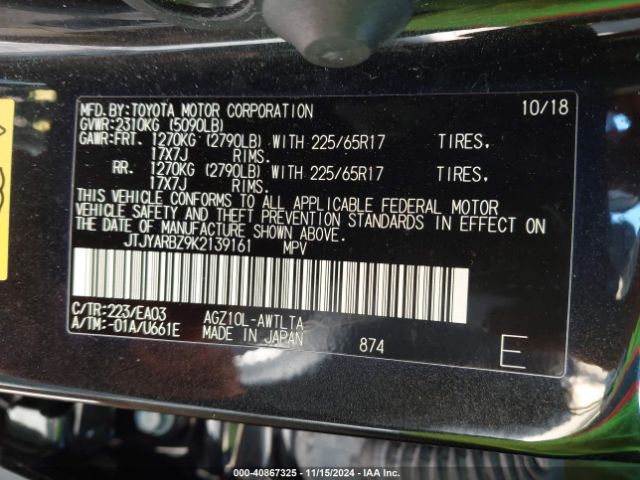 MFD.BY:TOYOTA MOTOR CORPORATION 10/18
GVWR:2310KG (5090LB)
GAWR:FRT. 1270KG (2790LB) WITH 225/65R17 TIRES,
17X7J RIMS.
RR. 1270KG (2790LB) WITH 225/65R17 TIRES,
17X7J RIMS.
THIS VEHICLE CONFORMS TO ALL APPLICABLE FEDERAL MOTOR
VEHICLE SAFETY AND THEFT PREVENTION STANDARDS IN EFFECT ON
THE DATE OF MANUFACTURE SHOWN ABOVE.
JTJYARBZ9K2139161 MPV
C/TR:223/EA03 AGZ10L-AWTLTA
A/TM:-01A/U661E MADE IN JAPAN 874 E
000-40867325 - 11/15/2024 - IAA Inc.